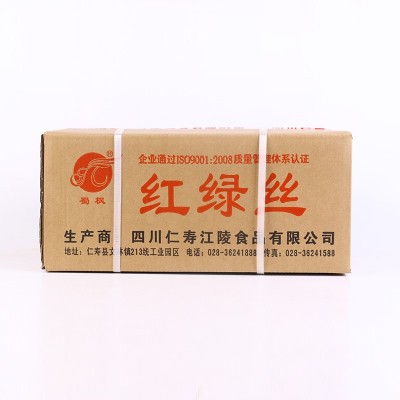 企业通过ISO9001:2008质量管理体系认证
蜀枫
红绿丝
生产商 四川仁寿江陵食品有限公司
地址：仁寿县文林镇213线工业园区 电话：028-36241888 传真：028-36241588